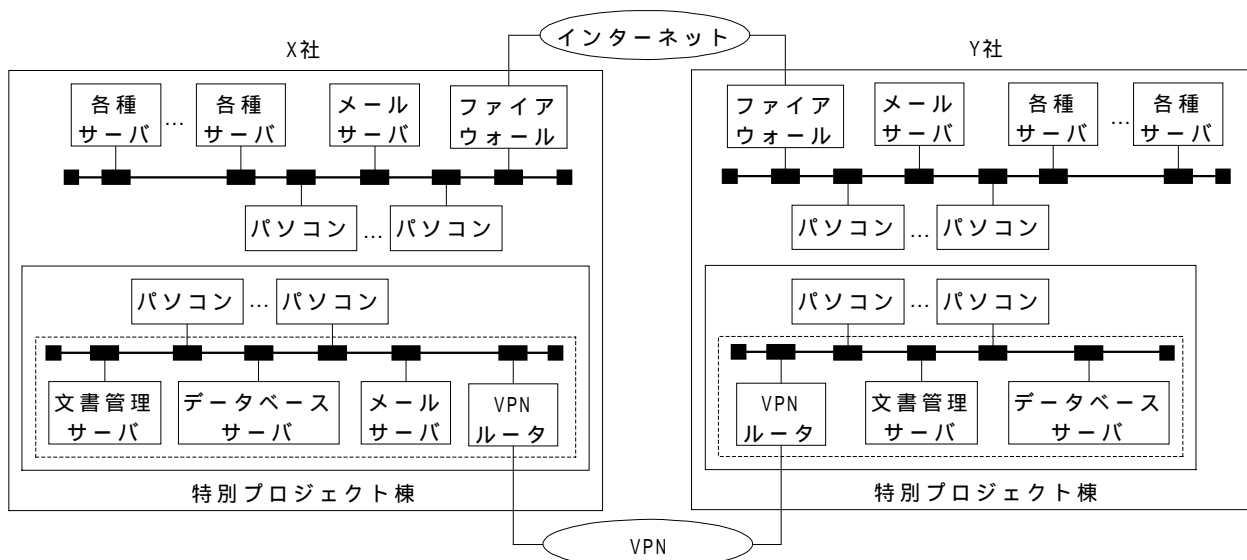 インターネット
X社
Y社
各種
サーバ
…
各種
サーバ
メール
サーバ
ファイア
ウォール
ファイア
ウォール
メール
サーバ
各種
サーバ
…
各種
サーバ
パソコン
…
パソコン
パソコン
…
パソコン
パソコン
…
パソコン
パソコン
…
パソコン
文書管理
サーバ
データベース
サーバ
メール
サーバ
VPN
ルータ
VPN
ルータ
文書管理
サーバ
データベース
サーバ
特別プロジェクト棟
特別プロジェクト棟
VPN